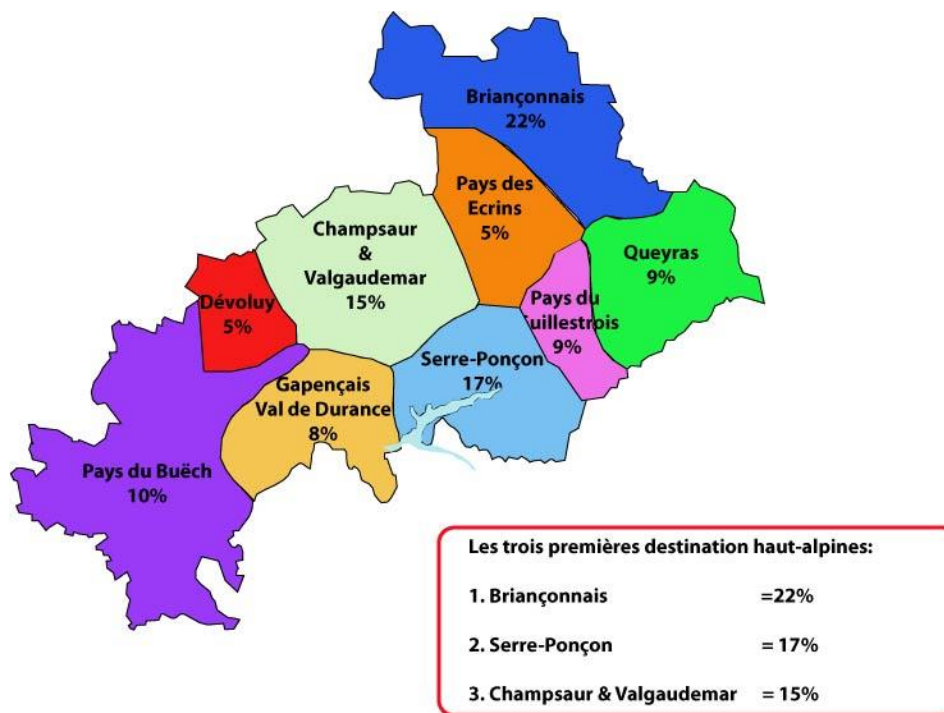 Briançonnais
22%
Pays des
Ecrins
5%
Champsaur
&
Valgaudemar
15%
Queyras
9%
Dévoluy
5%
Pays du
Guillestrois
9%
Serre-Ponçon
17%
Gapençais
Val de Durance
8%
Pays du Buëch
10%
Les trois premières destination haut-alpines:
1. Briançonnais =22%
2. Serre-Ponçon = 17%
3. Champsaur & Valgaudemar = 15%